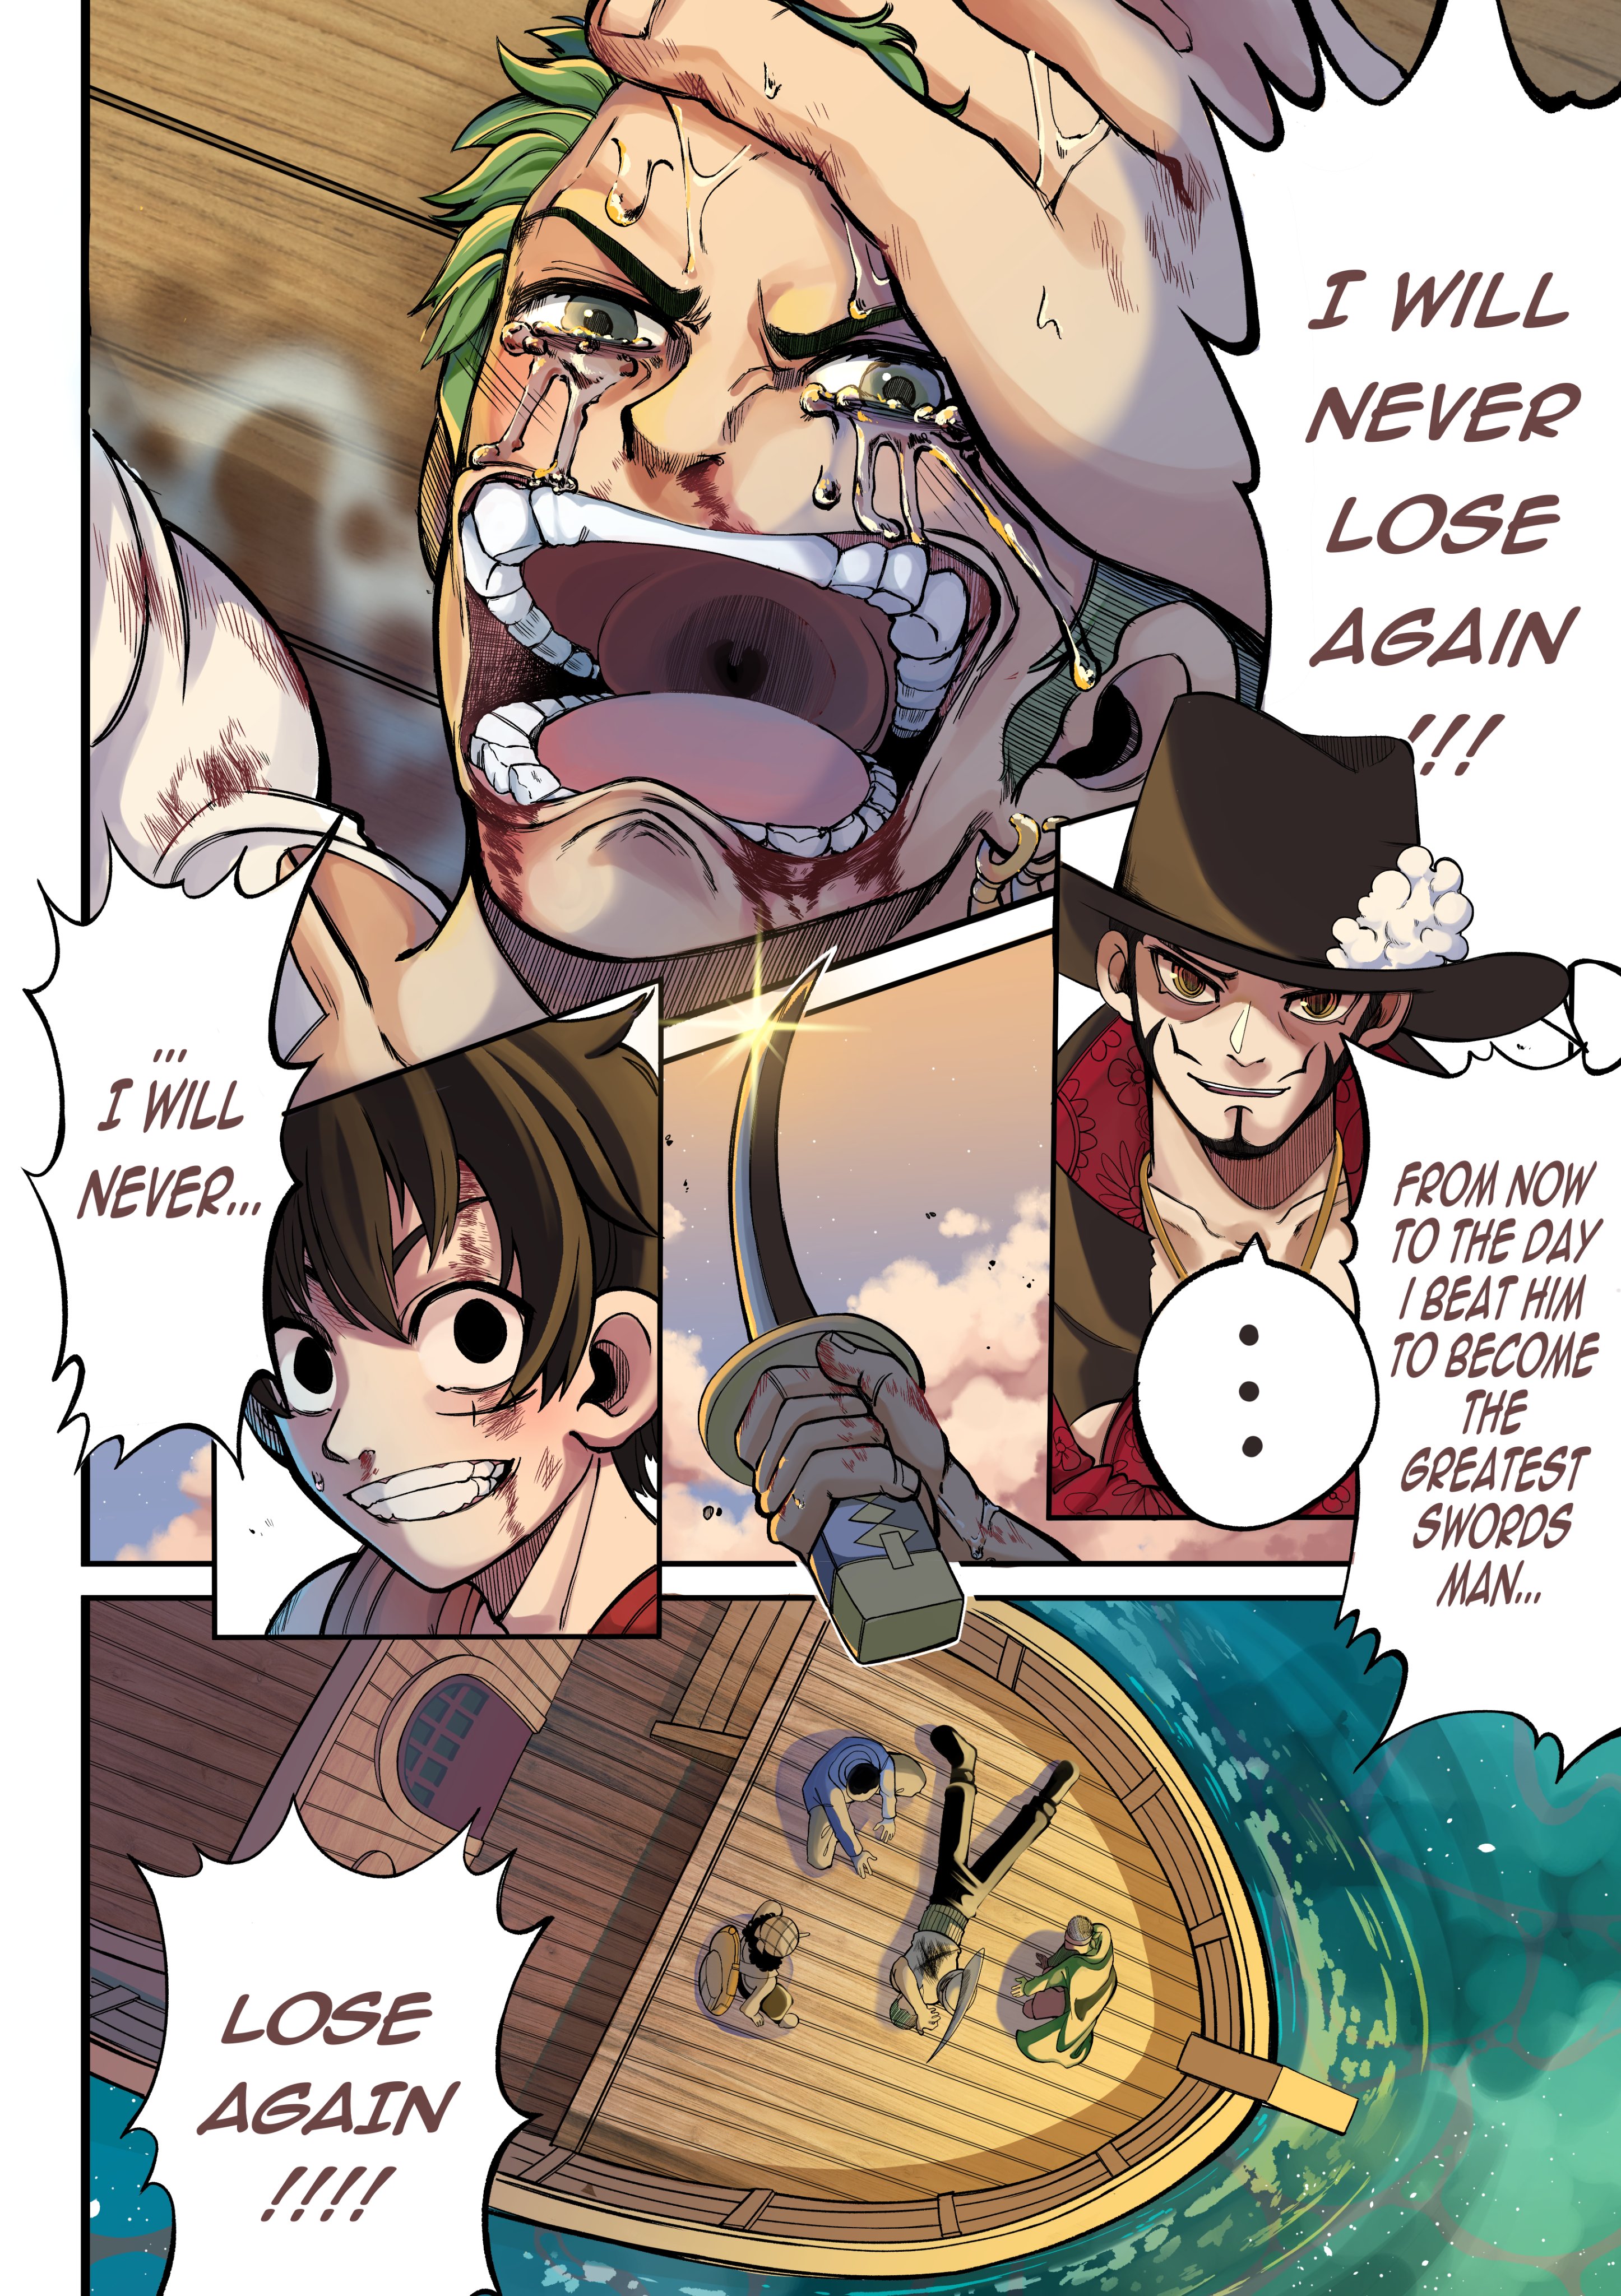 I WILL
NEVER
LOSE
AGAIN
!!!
...
I WILL
NEVER...
FROM NOW
TO THE DAY
I BEAT HIM
TO BECOME
THE
GREATEST
SWORDS
MAN...
...
LOSE
AGAIN
!!!!